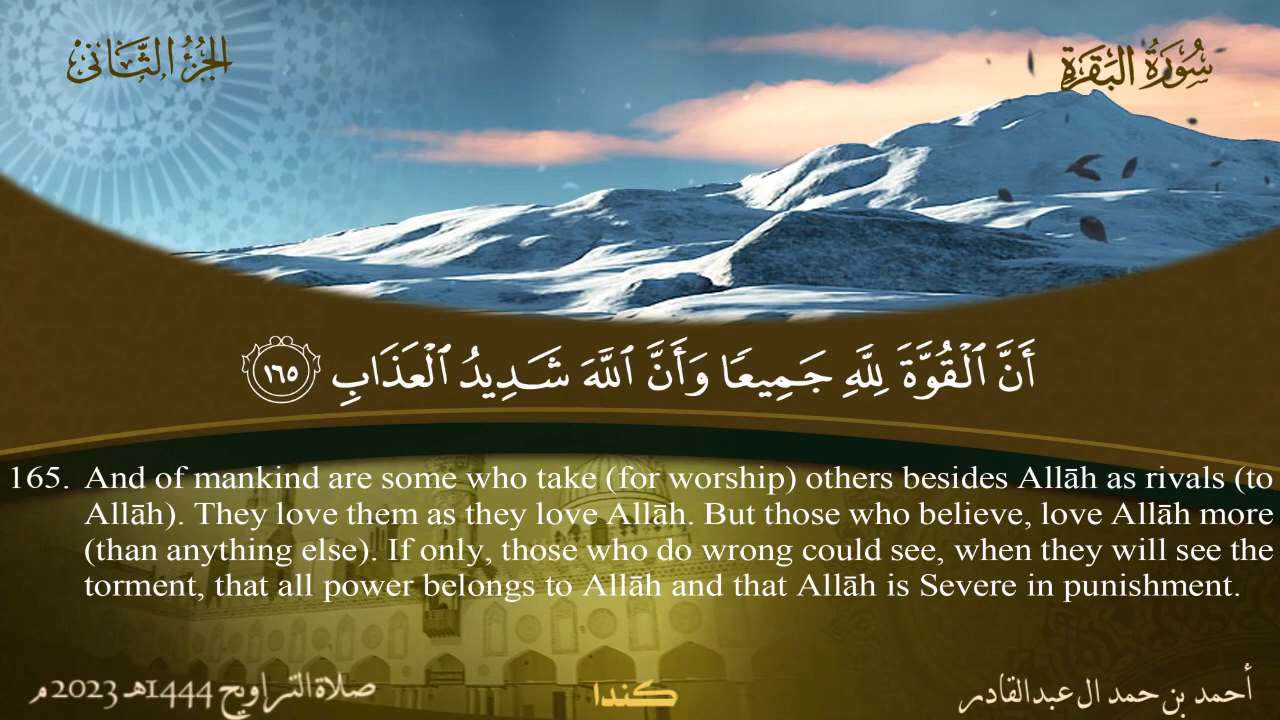 سُورَةُ البَقَرَةِ
الجُزْءُ الثَّانِي
أَنَّ ٱلْقُوَّةَ لِلَّهِ جَمِيعًا وَأَنَّ ٱللَّهَ شَدِيدُ ٱلْعَذَابِ ١٦٥
165. And of mankind are some who take (for worship) others besides Allāh as rivals (to
Allāh). They love them as they love Allāh. But those who believe, love Allāh more
(than anything else). If only, those who do wrong could see, when they will see the
torment, that all power belongs to Allāh and that Allāh is Severe in punishment.
أحمد بن حمد ال عبدالقادر
كندا
صلاة التراويح 1444هـ 2023م